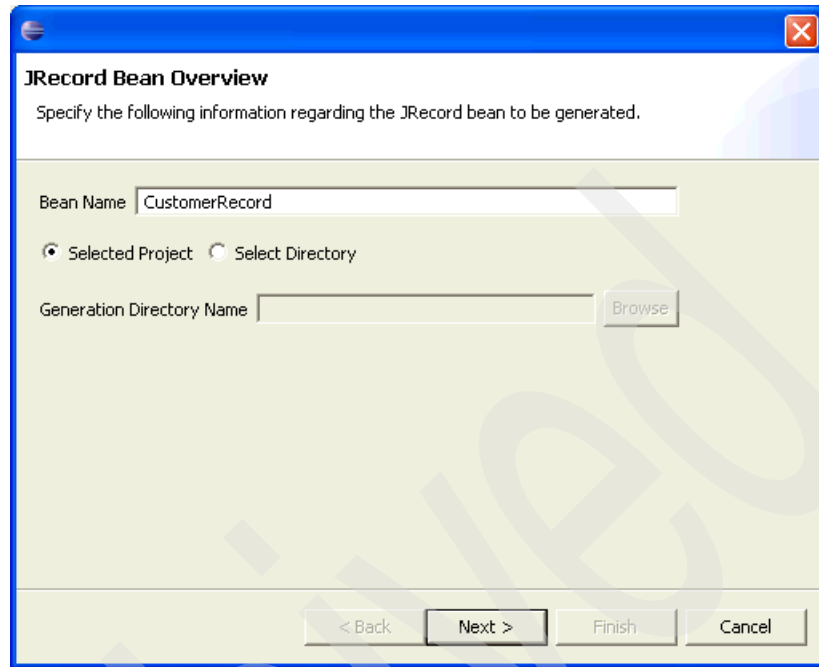 JRecord Bean Overview
Specify the following information regarding the JRecord bean to be generated.
Bean Name CustomerRecord
Selected Project Select Directory
Generation Directory Name Browse
< Back Next > Finish Cancel